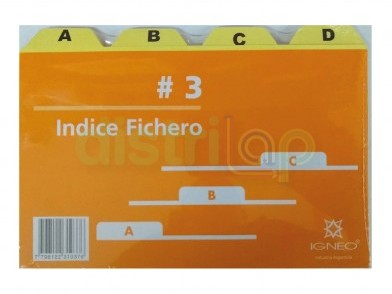 A B C D
# 3
Indice Fichero
distrilap
C
B
A
IGNEO